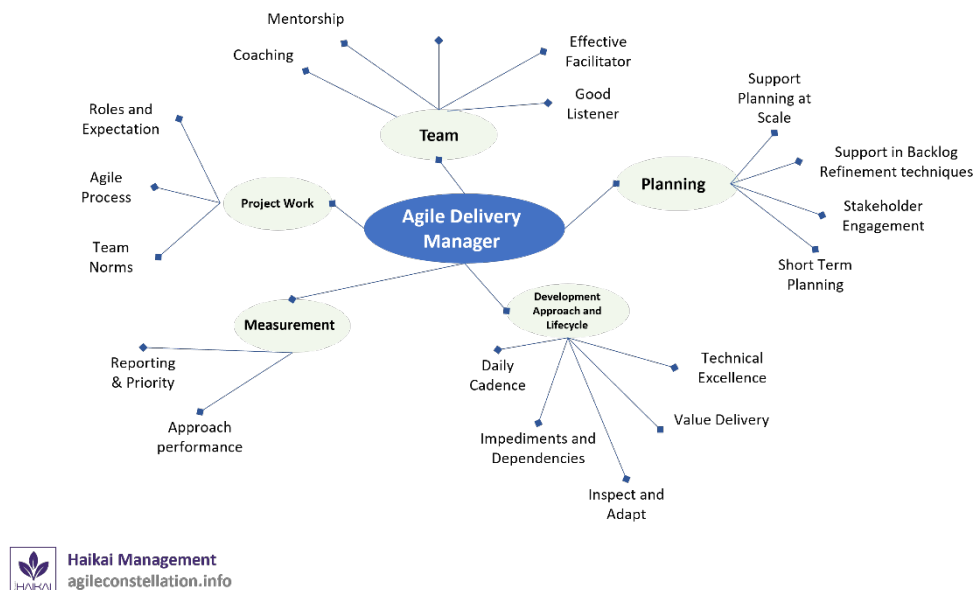 Mentorship
Coaching
Effective
Facilitator
Good
Listener
Team
Roles and
Expectation
Agile
Process
Team
Norms
Project Work
Agile Delivery
Manager
Planning
Support
Planning at
Scale
Support in Backlog
Refinement techniques
Stakeholder
Engagement
Short Term
Planning
Measurement
Reporting
& Priority
Approach
performance
Development
Approach and
Lifecycle
Daily
Cadence
Impediments and
Dependencies
Inspect and
Adapt
Value Delivery
Technical
Excellence
HAIKAI
Haikai Management
agileconstellation.info